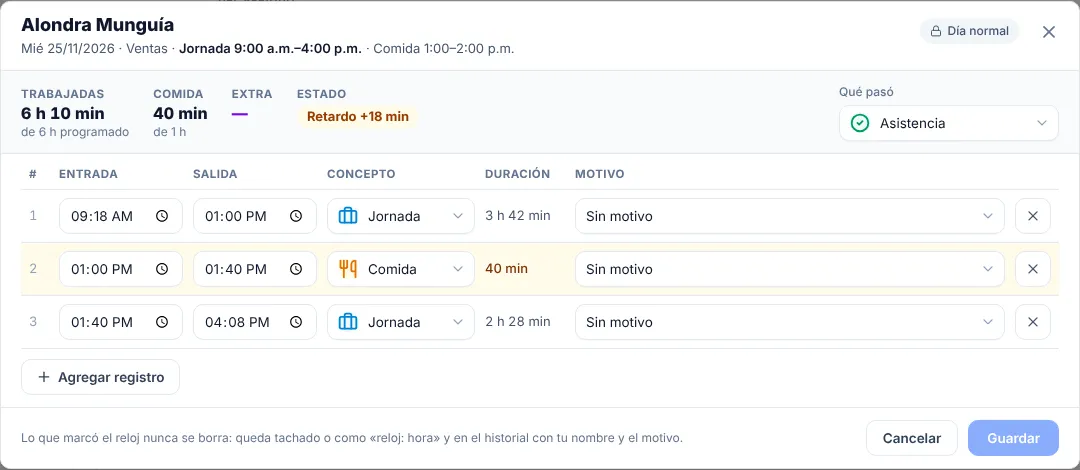 Alondra Munguía
Mié 25/11/2026 · Ventas · Jornada 9:00 a.m.–4:00 p.m. · Comida 1:00–2:00 p.m.
Día normal
TRABAJADAS
6 h 10 min
de 6 h programado
COMIDA
40 min
de 1 h
EXTRA
—
ESTADO
Retardo +18 min
Qué pasó
Asistencia
# ENTRADA SALIDA CONCEPTO DURACIÓN MOTIVO
1 09:18 AM 01:00 PM Jornada 3 h 42 min Sin motivo
2 01:00 PM 01:40 PM Comida 40 min Sin motivo
3 01:40 PM 04:08 PM Jornada 2 h 28 min Sin motivo
+ Agregar registro
Lo que marcó el reloj nunca se borra: queda tachado o como «reloj: hora» y en el historial con tu nombre y el motivo.
Cancelar
Guardar